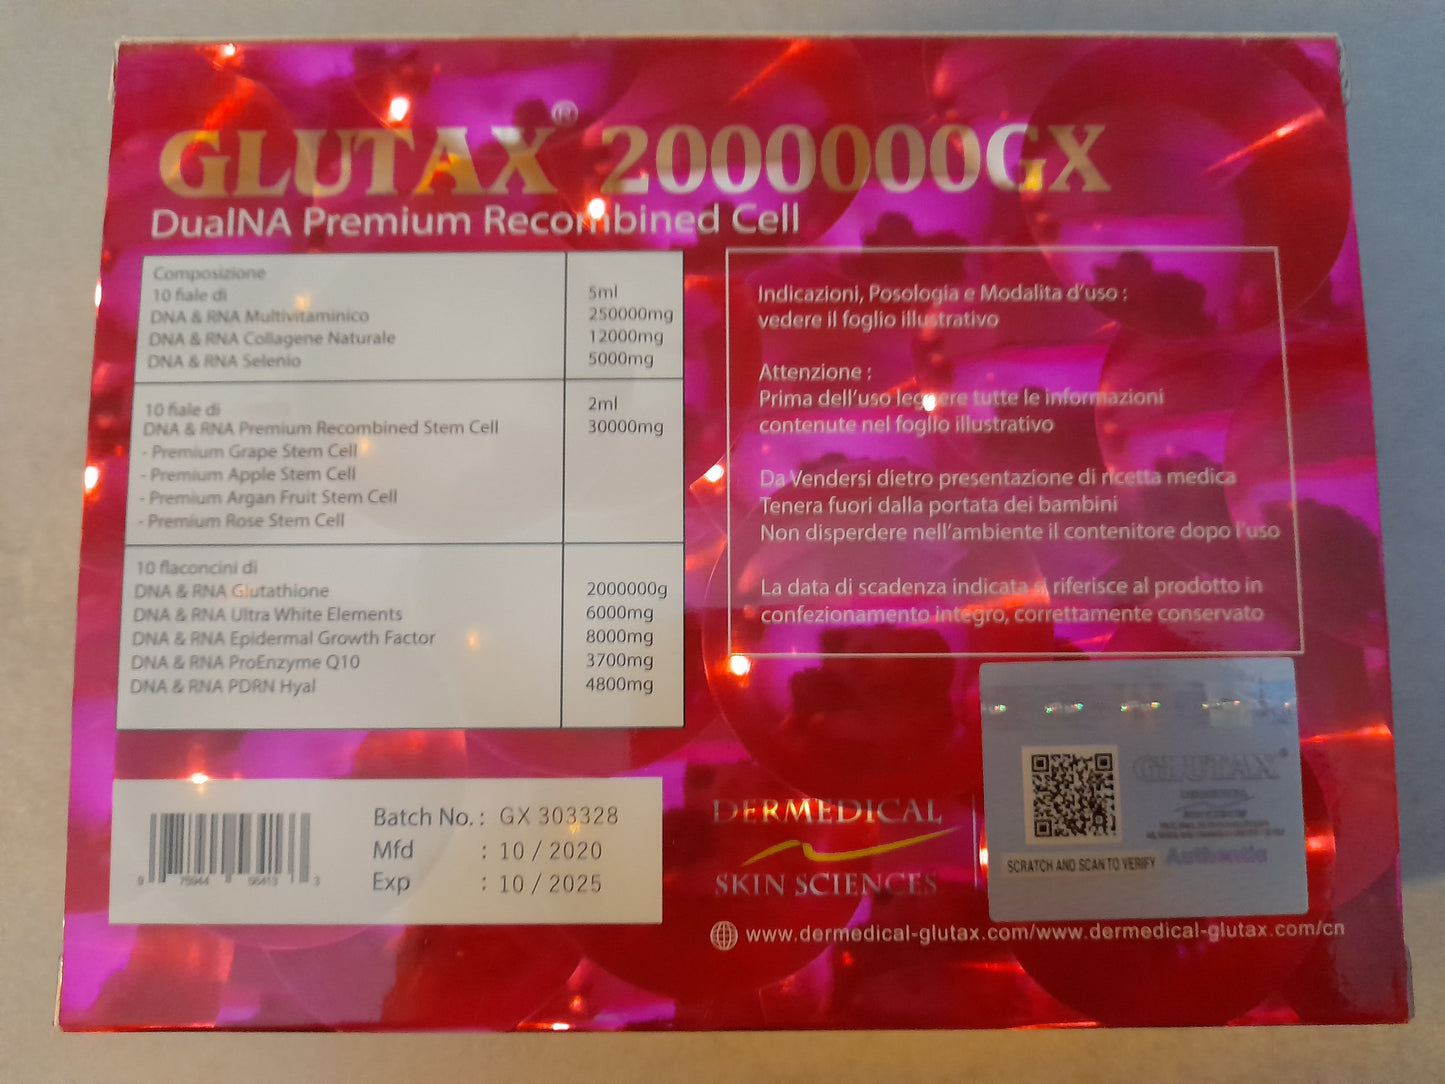 GLUTAX® 2000000GX
DualNA Premium Recombined Cell
Composizione
10 fiale di 5ml
DNA & RNA Multivitaminico 250000mg
DNA & RNA Collagene Naturale 12000mg
DNA & RNA Selenio 5000mg
10 fiale di 2ml
DNA & RNA Premium Recombined Stem Cell 30000mg
- Premium Grape Stem Cell
- Premium Apple Stem Cell
- Premium Argan Fruit Stem Cell
- Premium Rose Stem Cell
10 flaconcini di
DNA & RNA Glutathione 2000000g
DNA & RNA Ultra White Elements 6000mg
DNA & RNA Epidermal Growth Factor 8000mg
DNA & RNA ProEnzyme Q10 3700mg
DNA & RNA PDRN Hyal 4800mg
Indicazioni, Posologia e Modalita d'uso :
vedere il foglio illustrativo
Attenzione :
Prima dell'uso leggere tutte le informazioni
contenute nel foglio illustrativo
Da Vendersi dietro presentazione di ricetta medica
Tenera fuori dalla portata dei bambini
Non disperdere nell'ambiente il contenitore dopo l'uso
La data di scadenza indicata si riferisce al prodotto in
confezionamento integro, correttamente conservato
Batch No. : GX 303328
Mfd : 10 / 2020
Exp : 10 / 2025
DERMEDICAL
SKIN SCIENCES
GLUTAX®
Authentic
SCRATCH AND SCAN TO VERIFY
www.dermedical-glutax.com/www.dermedical-glutax.com/cn